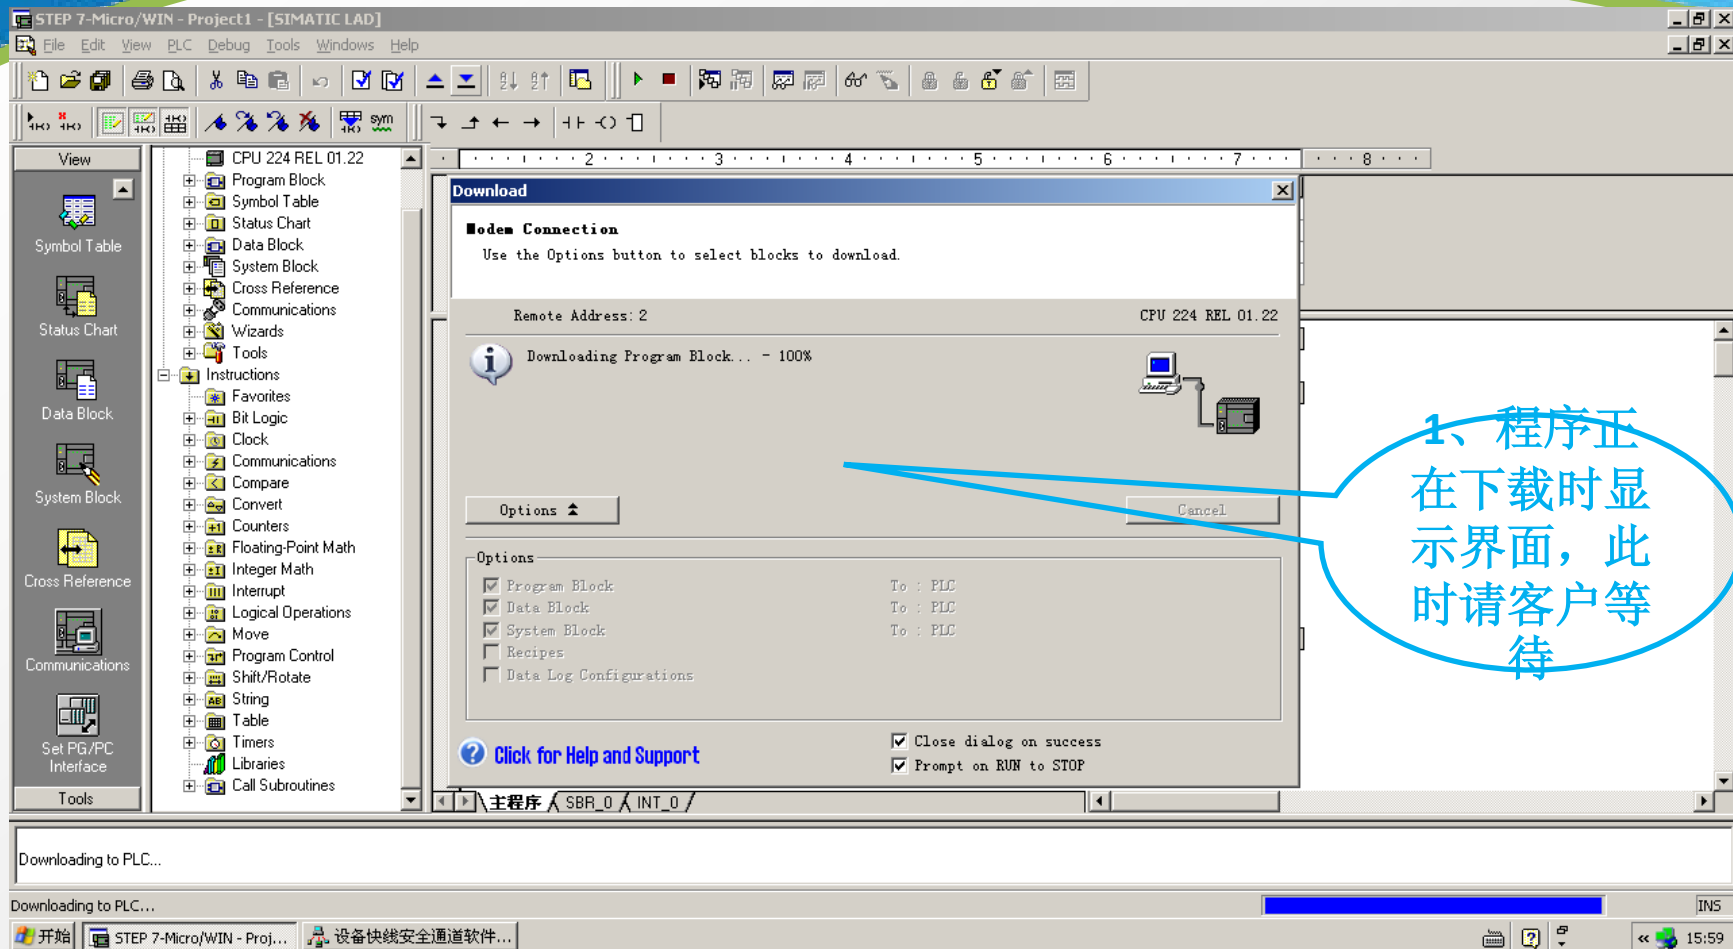 STEP 7-Micro/WIN - Project1 - [SIMATIC LAD]
File Edit View PLC Debug Tools Windows Help
sym
View
Symbol Table
Status Chart
Data Block
System Block
Cross Reference
Communications
Set PG/PC
Interface
Tools
CPU 224 REL 01.22
Program Block
Symbol Table
Status Chart
Data Block
System Block
Cross Reference
Communications
Wizards
Tools
Instructions
Favorites
Bit Logic
Clock
Communications
Compare
Convert
Counters
Floating-Point Math
Integer Math
Interrupt
Logical Operations
Move
Program Control
Shift/Rotate
String
Table
Timers
Libraries
Call Subroutines
2 3 4 5 6 7 8
Download
Modem Connection
Use the Options button to select blocks to download.
Remote Address: 2 CPU 224 REL 01.22
Downloading Program Block... - 100%
Options Cancel
Options
Program Block To : PLC
Data Block To : PLC
System Block To : PLC
Recipes
Data Log Configurations
Click for Help and Support
Close dialog on success
Prompt on RUN to STOP
主程序 SBR_0 INT_0
1、程序正
在下载时显
示界面，此
时请客户等
待
Downloading to PLC...
Downloading to PLC... INS
开始 STEP 7-Micro/WIN - Proj... 设备快线安全通道软件... 15:59